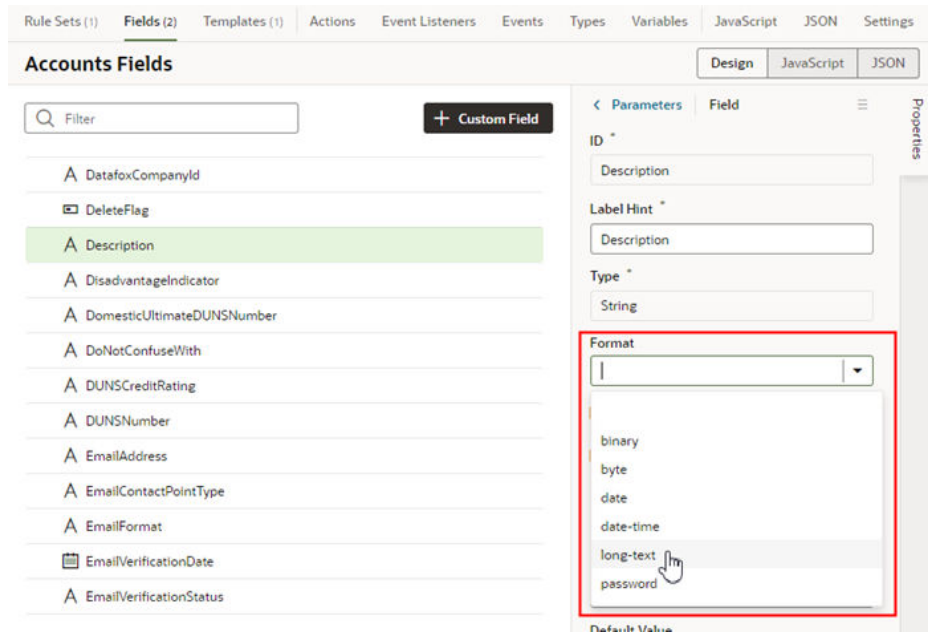 Rule Sets (1) Fields (2) Templates (1) Actions Event Listeners Events Types Variables JavaScript JSON Settings
Accounts Fields
Design JavaScript JSON
Filter
+ Custom Field
DatafoxCompanyId
DeleteFlag
Description
DisadvantageIndicator
DomesticUltimateDUNSNumber
DoNotConfuseWith
DUNSCreditRating
DUNSNumber
EmailAddress
EmailContactPointType
EmailFormat
EmailVerificationDate
EmailVerificationStatus
< Parameters Field
ID *
Description
Label Hint *
Description
Type *
String
Format
binary
byte
date
date-time
long-text
password
Default Value
Properties